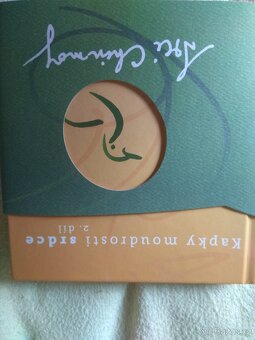 Sri Chinmoy
Kapky moudrosti srdce
2. díl